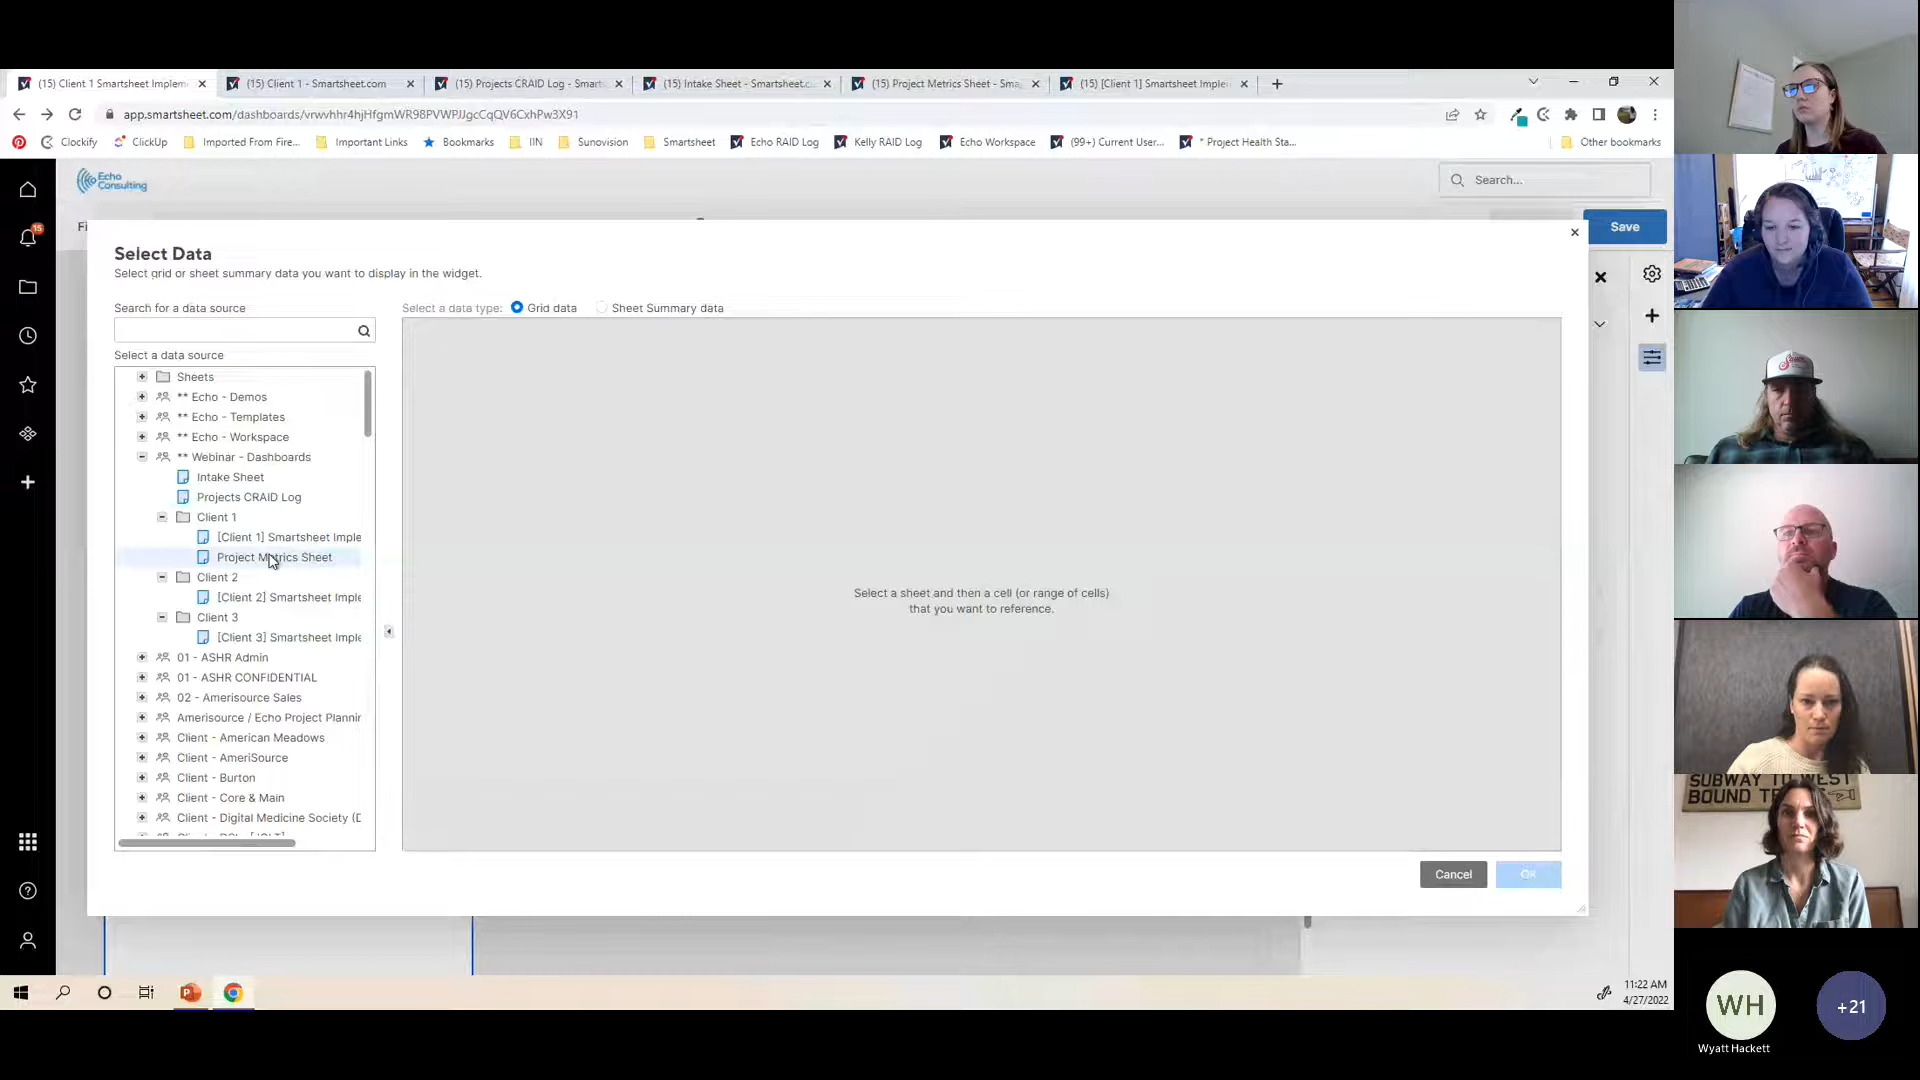 (15) Client 1 Smartsheet Implem
(15) Client 1 - Smartsheet.com
(15) Projects CRAID Log - Smarts
(15) Intake Sheet - Smartsheet.c
(15) Project Metrics Sheet - Sma
(15) [Client 1] Smartsheet Imple
app.smartsheet.com/dashboards/vrwvhhr4hjHfgmWR98PVWPJJgcCqQV6CxhPw3X91
Clockify
ClickUp
Imported From Fire...
Important Links
Bookmarks
IIN
Sunovision
Smartsheet
Echo RAID Log
Kelly RAID Log
Echo Workspace
(99+) Current User...
* Project Health Sta...
Other bookmarks
Echo
Consulting
Search...
15
Fi
Save
Select Data
Select grid or sheet summary data you want to display in the widget.
Search for a data source
Select a data type:
Grid data
Sheet Summary data
Select a data source
Sheets
** Echo - Demos
** Echo - Templates
** Echo - Workspace
** Webinar - Dashboards
Intake Sheet
Projects CRAID Log
Client 1
[Client 1] Smartsheet Imple
Project Metrics Sheet
Client 2
[Client 2] Smartsheet Imple
Client 3
[Client 3] Smartsheet Imple
01 - ASHR Admin
01 - ASHR CONFIDENTIAL
02 - Amerisource Sales
Amerisource / Echo Project Plannin
Client - American Meadows
Client - AmeriSource
Client - Burton
Client - Core & Main
Client - Digital Medicine Society (D
Select a sheet and then a cell (or range of cells)
that you want to reference.
Cancel
OK
11:22 AM
4/27/2022
SUBWAY TO WEST
BOUND
WH
+21
Wyatt Hackett